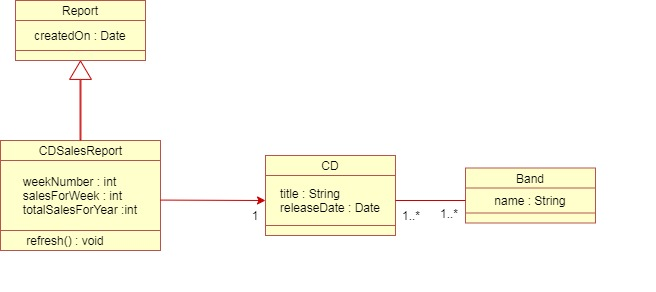 Report
createdOn : Date
CDSalesReport
weekNumber : int
salesForWeek : int
totalSalesForYear :int
refresh() : void
CD
title : String
releaseDate : Date
1
1..*
1..*
Band
name : String